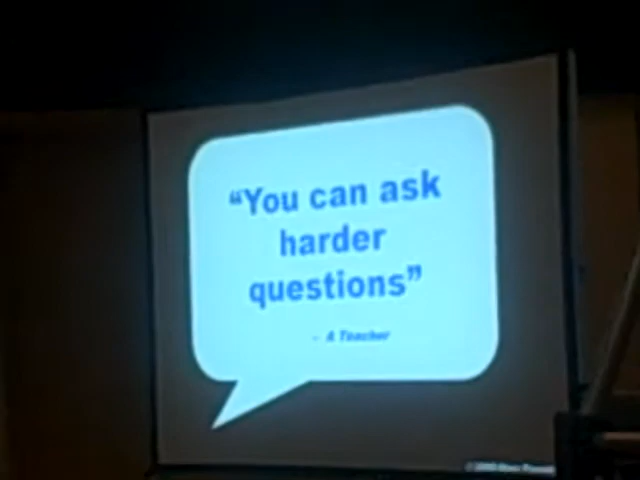 “You can ask
harder
questions”
- A Teacher